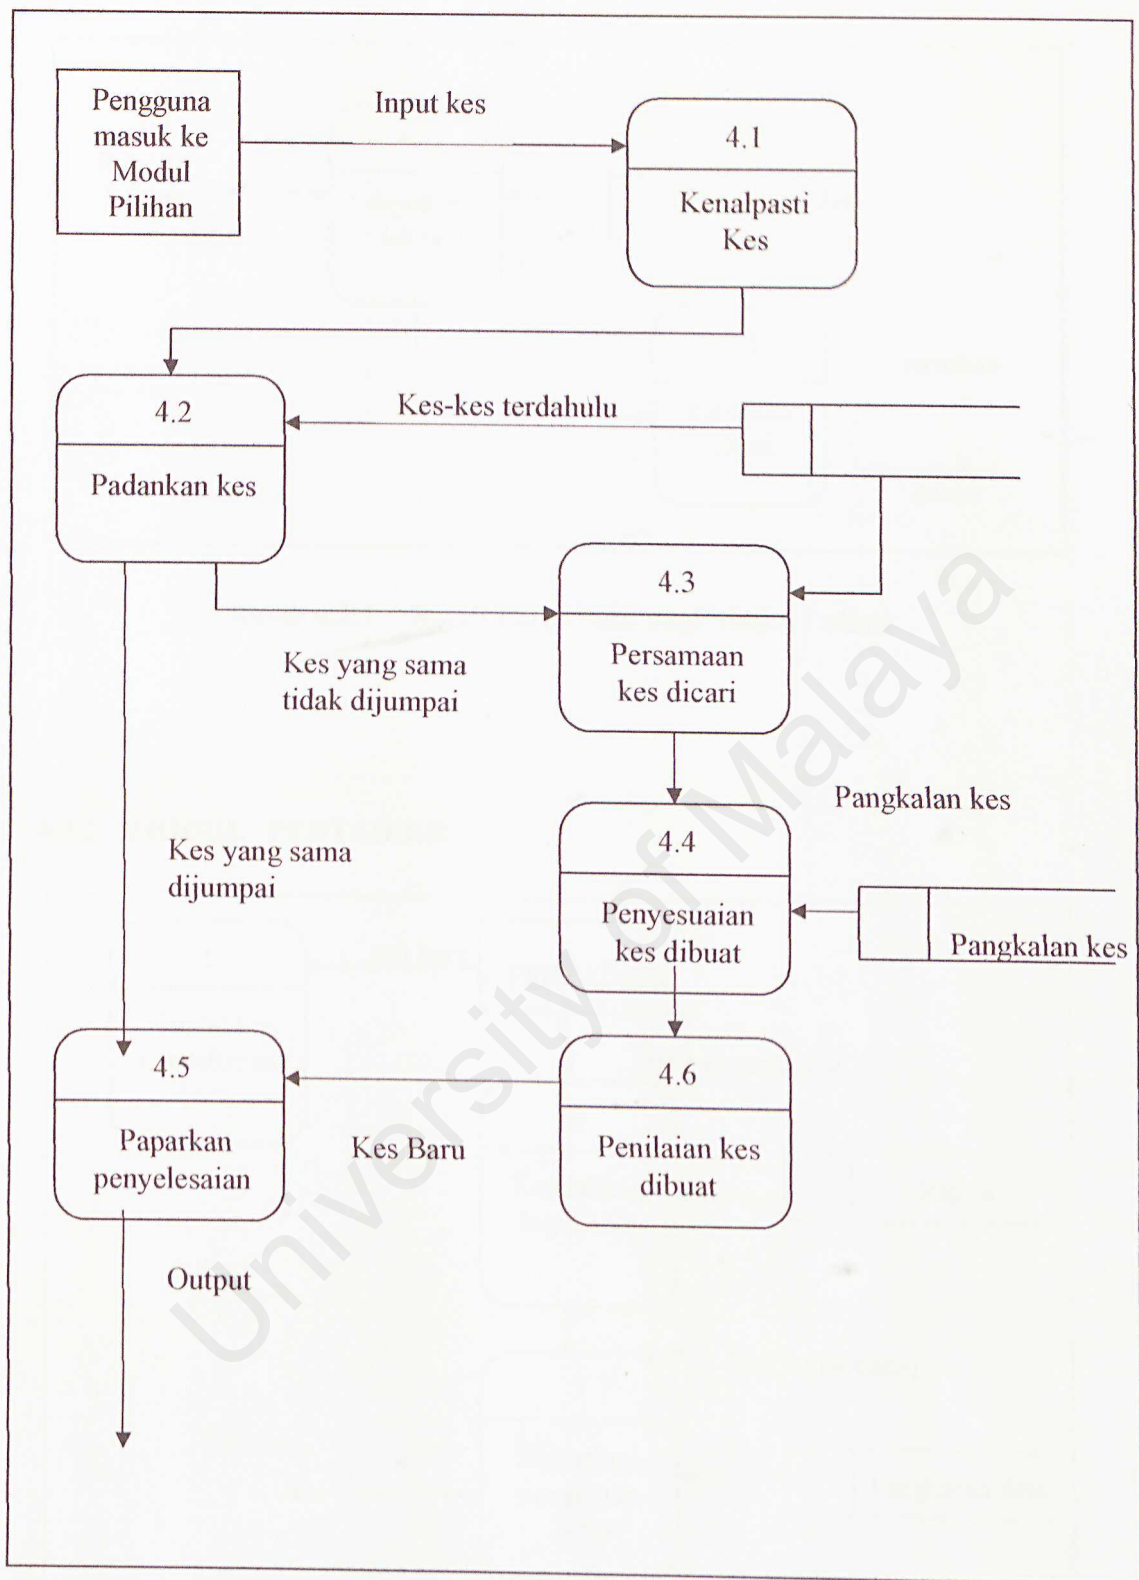 Pengguna
masuk ke
Modul
Pilihan
Input kes
4.1
Kenalpasti
Kes
4.2
Padankan kes
Kes-kes terdahulu
4.3
Persamaan
kes dicari
Kes yang sama
tidak dijumpai
Pangkalan kes
4.4
Penyesuaian
kes dibuat
Kes yang sama
dijumpai
Pangkalan kes
4.5
Paparkan
penyelesaian
Kes Baru
4.6
Penilaian kes
dibuat
Output
University of Malaya